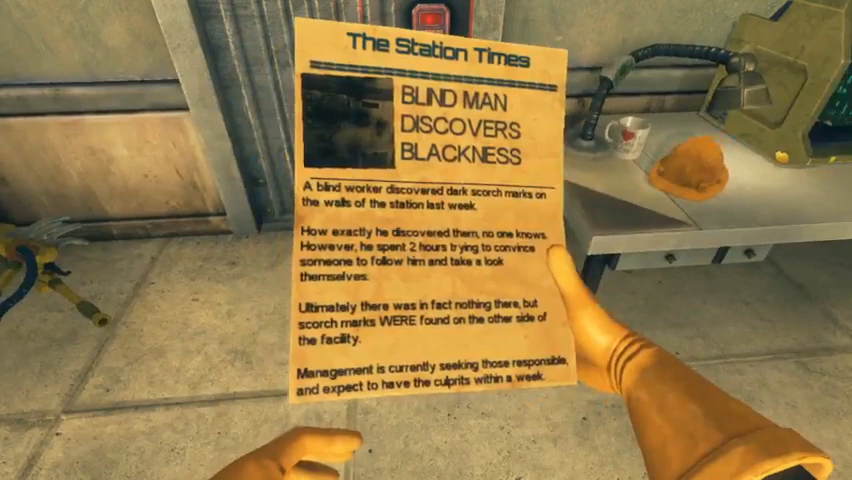 The Station Times
BLIND MAN
DISCOVERS
BLACKNESS
A blind worker discovered dark scorch marks on
the walls of the station last week.
How exactly he discovered them, no one knows.
However, he spent 2 hours trying to convince
someone to follow him and take a look
themselves.
Ultimately there was in fact nothing there, but
scorch marks WERE found on the other side of
the facility.
Management is currently seeking those responsible,
and expect to have the culprits within a week.